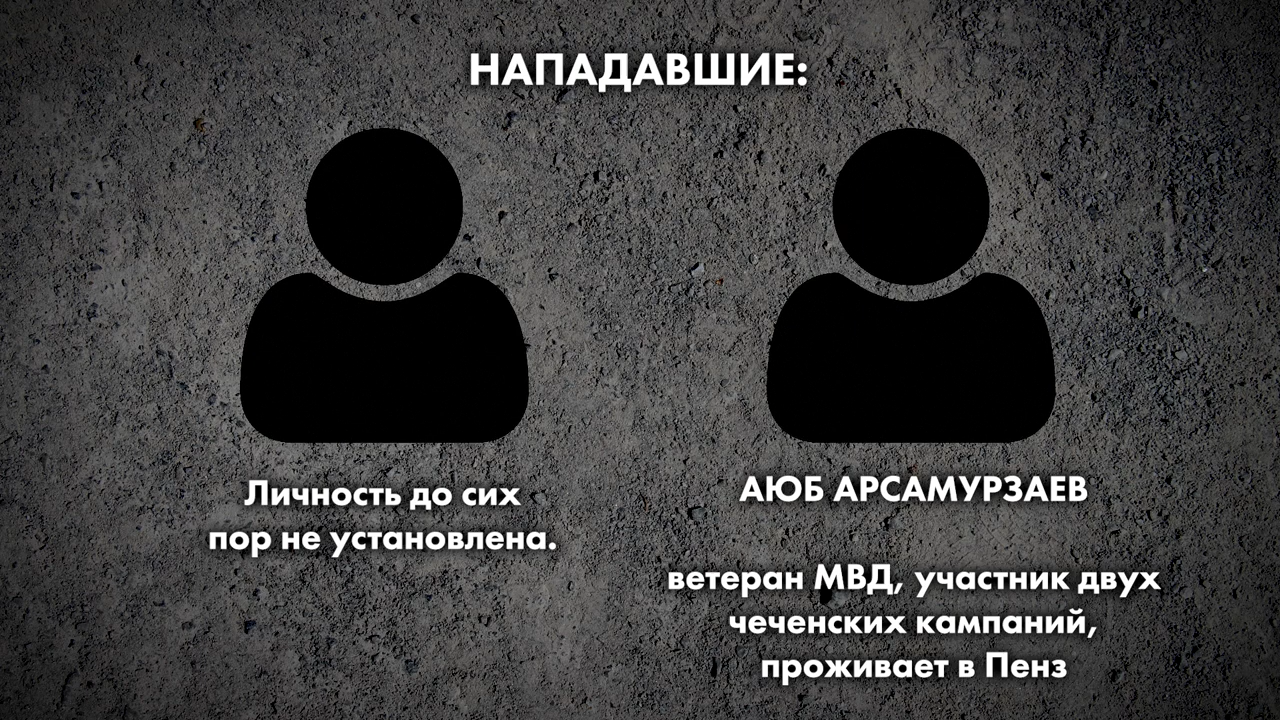 НАПАДАВШИЕ:
Личность до сих
пор не установлена.
АЮБ АРСАМУРЗАЕВ
ветеран МВД, участник двух
чеченских кампаний,
проживает в Пенз